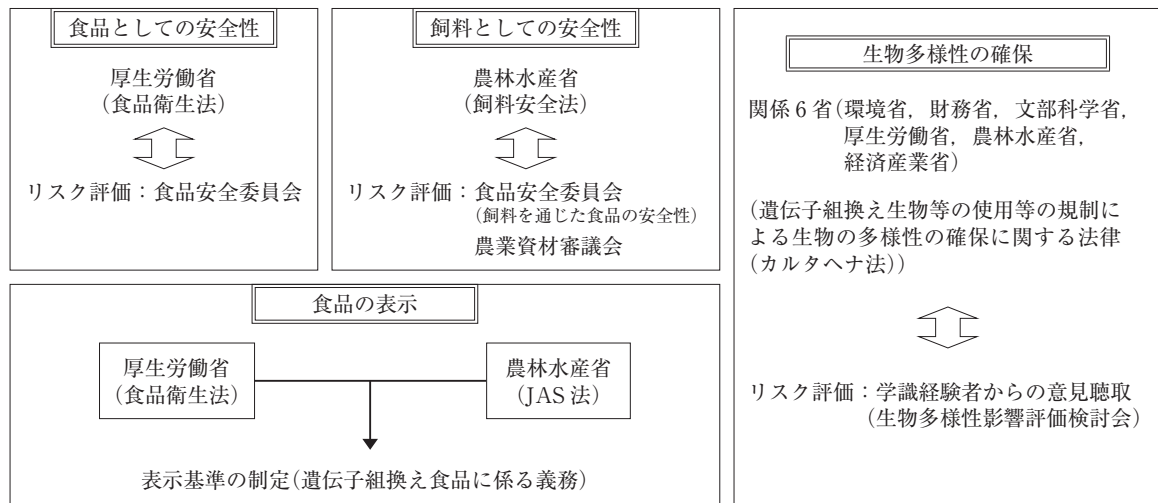 食品としての安全性
厚生労働省
（食品衛生法）
リスク評価：食品安全委員会
飼料としての安全性
農林水産省
（飼料安全法）
リスク評価：食品安全委員会
（飼料を通じた食品の安全性）
農業資材審議会
食品の表示
厚生労働省
（食品衛生法）
農林水産省
（JAS 法）
表示基準の制定（遺伝子組換え食品に係る義務）
生物多様性の確保
関係 6 省（環境省，財務省，文部科学省，
厚生労働省，農林水産省，
経済産業省）
（遺伝子組換え生物等の使用等の規制に
よる生物の多様性の確保に関する法律
（カルタヘナ法））
リスク評価：学識経験者からの意見聴取
（生物多様性影響評価検討会）